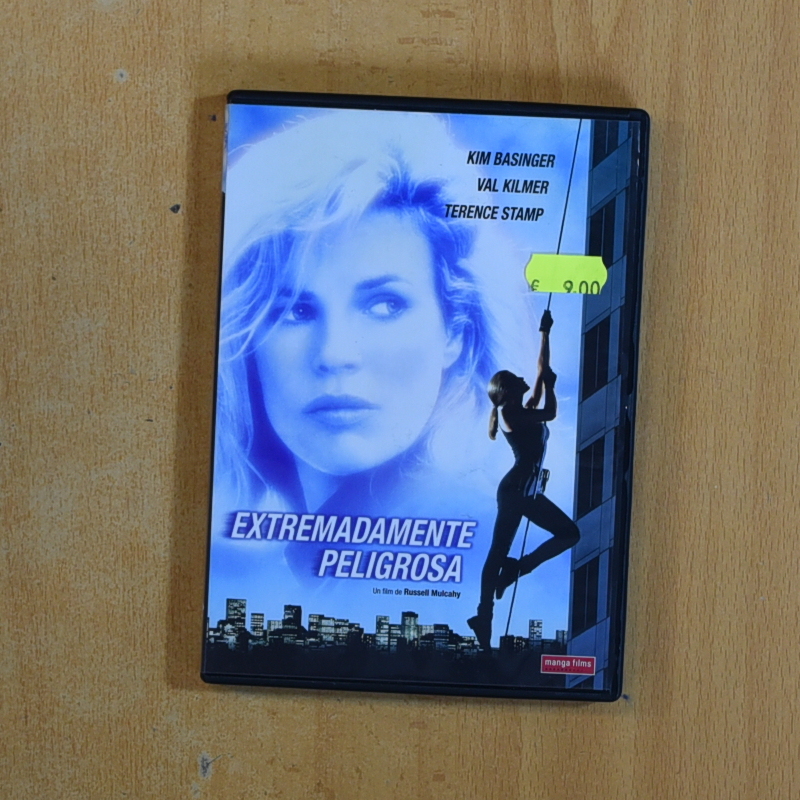 KIM BASINGER
VAL KILMER
TERENCE STAMP
€ 9.00
EXTREMADAMENTE
PELIGROSA
Un film de Russell Mulcahy
manga films